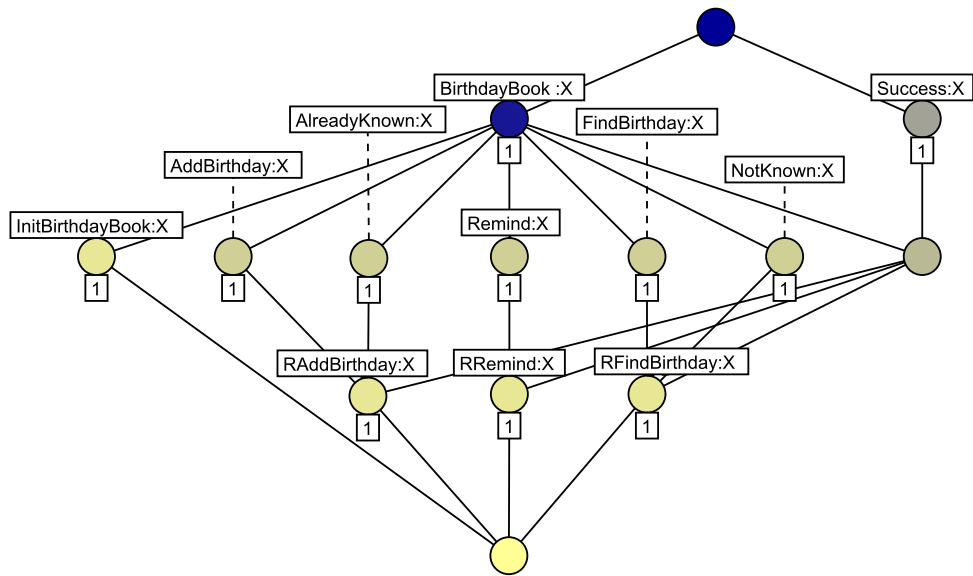 BirthdayBook :X
Success:X
AlreadyKnown:X
FindBirthday:X
1
1
AddBirthday:X
NotKnown:X
InitBirthdayBook:X
Remind:X
1
1
1
1
1
1
RAddBirthday:X
RRemind:X
RFindBirthday:X
1
1
1